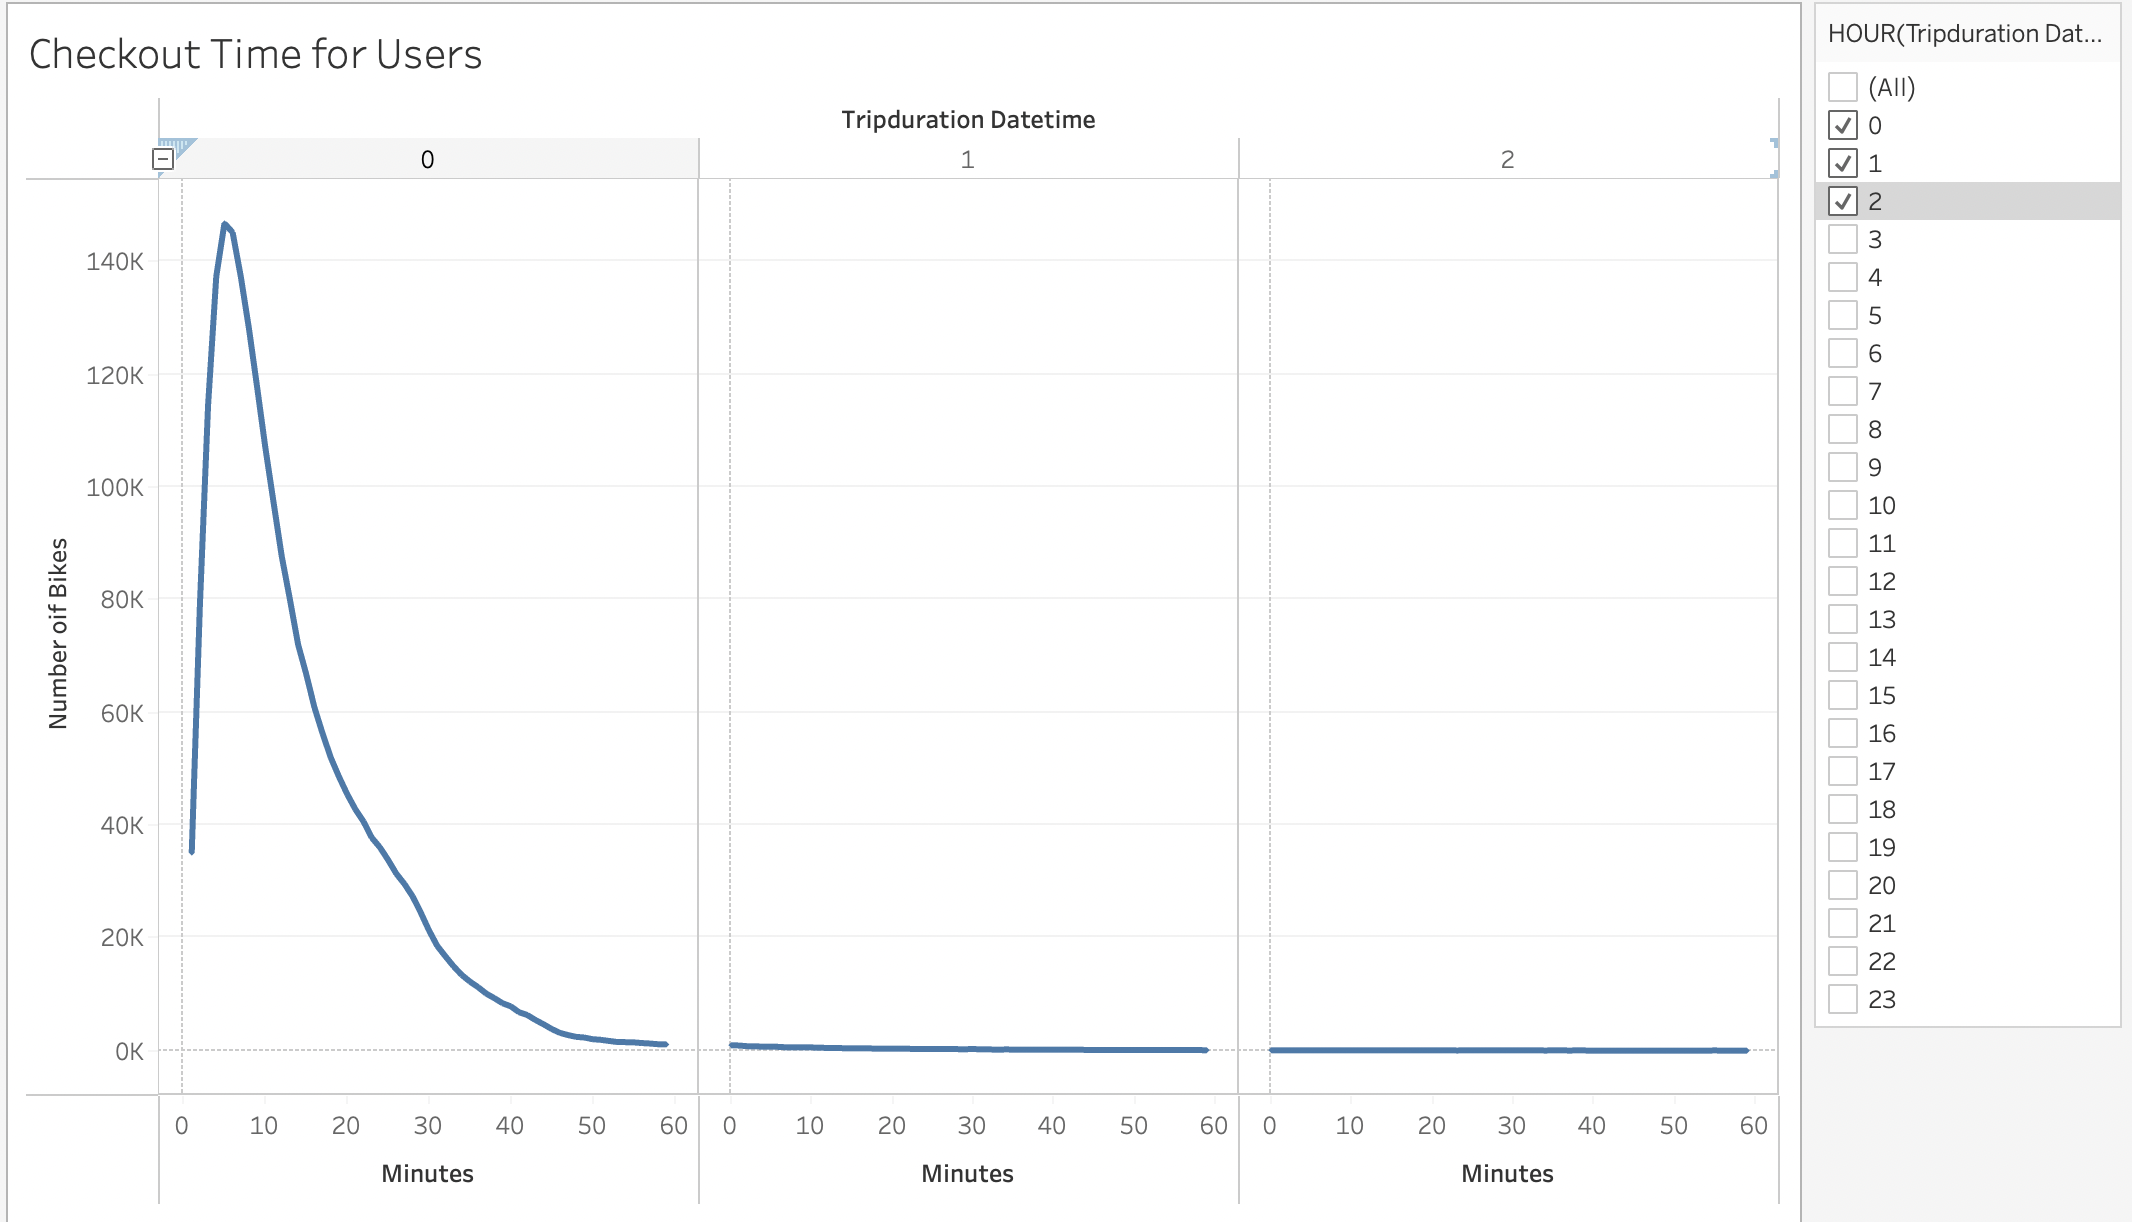 Checkout Time for Users
Tripduration Datetime
0 1 2
Number oif Bikes
140K
120K
100K
80K
60K
40K
20K
0K
0 10 20 30 40 50 60 0 10 20 30 40 50 60 0 10 20 30 40 50 60
Minutes Minutes Minutes
HOUR(Tripduration Dat...
(All)
0
1
2
3
4
5
6
7
8
9
10
11
12
13
14
15
16
17
18
19
20
21
22
23